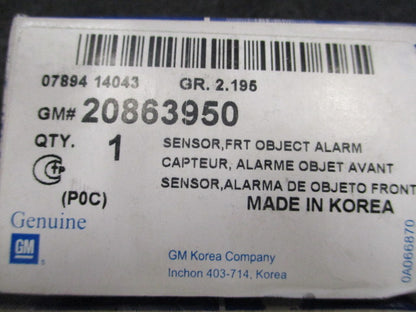 07894 14043 GR. 2.195
GM# 20863950
QTY. 1 SENSOR,FRT OBJECT ALARM
CAPTEUR, ALARME OBJET AVANT
SENSOR,ALARMA DE OBJETO FRONT
(P0C) MADE IN KOREA
Genuine
GM
GM Korea Company
Inchon 403-714, Korea
0A066870